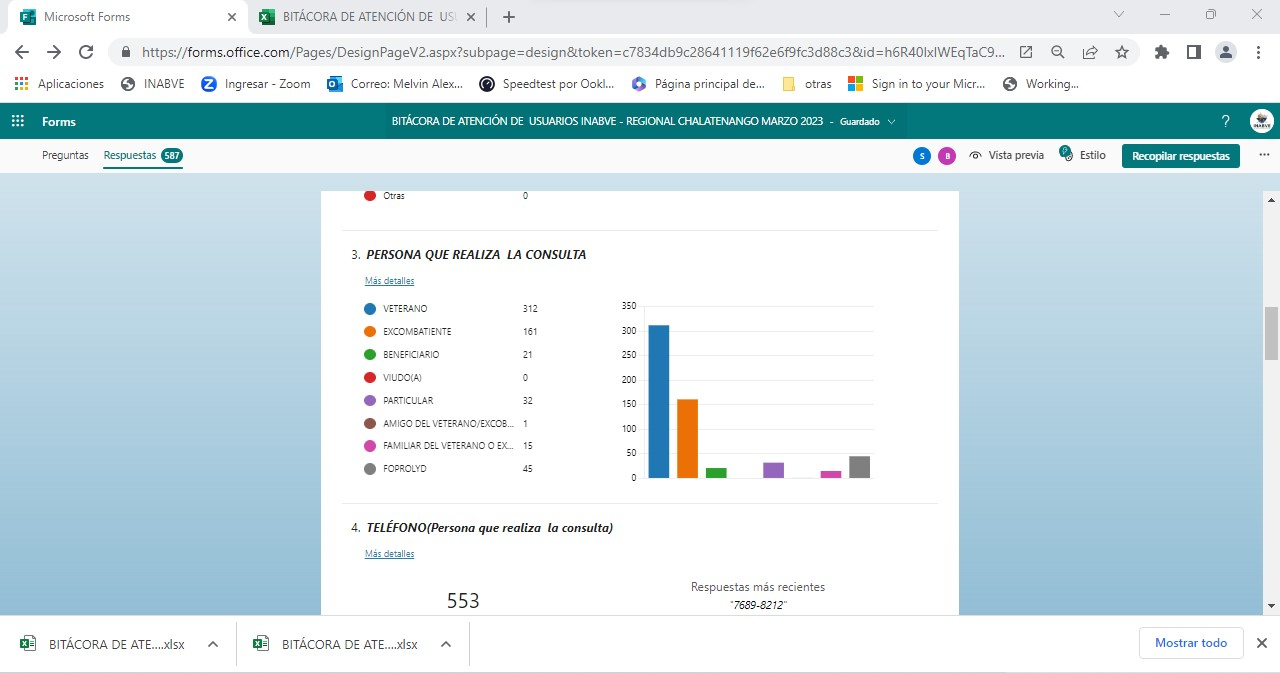 Microsoft Forms
BITÁCORA DE ATENCIÓN DE US
https://forms.office.com/Pages/DesignPageV2.aspx?subpage=design&token=c7834db9c28641119f62e6f9fc3d88c3&id=h6R40IxIWEqTaC9...
Aplicaciones
INABVE
Ingresar - Zoom
Correo: Melvin Alex...
Speedtest por Ookl...
Página principal de...
otras
Sign in to your Micr...
Working...
Forms
BITÁCORA DE ATENCIÓN DE USUARIOS INABVE - REGIONAL CHALATENANGO MARZO 2023 - Guardado
?
INABVE
Preguntas
Respuestas 587
S
B
Vista previa
Estilo
Recopilar respuestas
...
Otras 0
3. PERSONA QUE REALIZA LA CONSULTA
Más detalles
VETERANO 312
EXCOMBATIENTE 161
BENEFICIARIO 21
VIUDO(A) 0
PARTICULAR 32
AMIGO DEL VETERANO/EXCOB... 1
FAMILIAR DEL VETERANO O EX... 15
FOPROLYD 45
350
300
250
200
150
100
50
0
4. TELÉFONO(Persona que realiza la consulta)
Más detalles
553
Respuestas más recientes
"7689-8212"
BITÁCORA DE ATE....xlsx
BITÁCORA DE ATE....xlsx
Mostrar todo